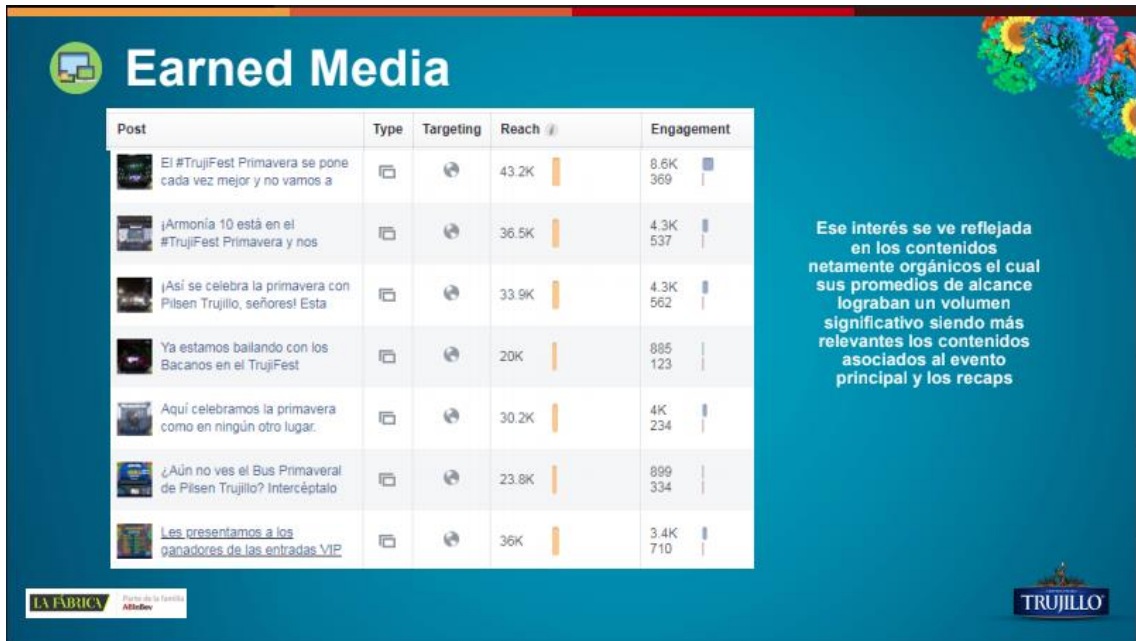 Earned Media
Post Type Targeting Reach i Engagement
El #TrujiFest Primavera se pone
cada vez mejor y no vamos a
43.2K
8.6K
369
¡Armonía 10 está en el
#TrujiFest Primavera y nos
36.5K
4.3K
537
¡Así se celebra la primavera con
Pilsen Trujillo, señores! Esta
33.9K
4.3K
562
Ya estamos bailando con los
Bacanos en el TrujiFest
20K
885
123
Aquí celebramos la primavera
como en ningún otro lugar.
30.2K
4K
234
¿Aún no ves el Bus Primaveral
de Pilsen Trujillo? Intercéptalo
23.8K
899
334
Les presentamos a los
ganadores de las entradas VIP
36K
3.4K
710
Ese interés se ve reflejada
en los contenidos
netamente orgánicos el cual
sus promedios de alcance
lograban un volumen
significativo siendo más
relevantes los contenidos
asociados al evento
principal y los recaps
LA FÁBRICA
Parte de la familia
ABInBev
TRUJILLO